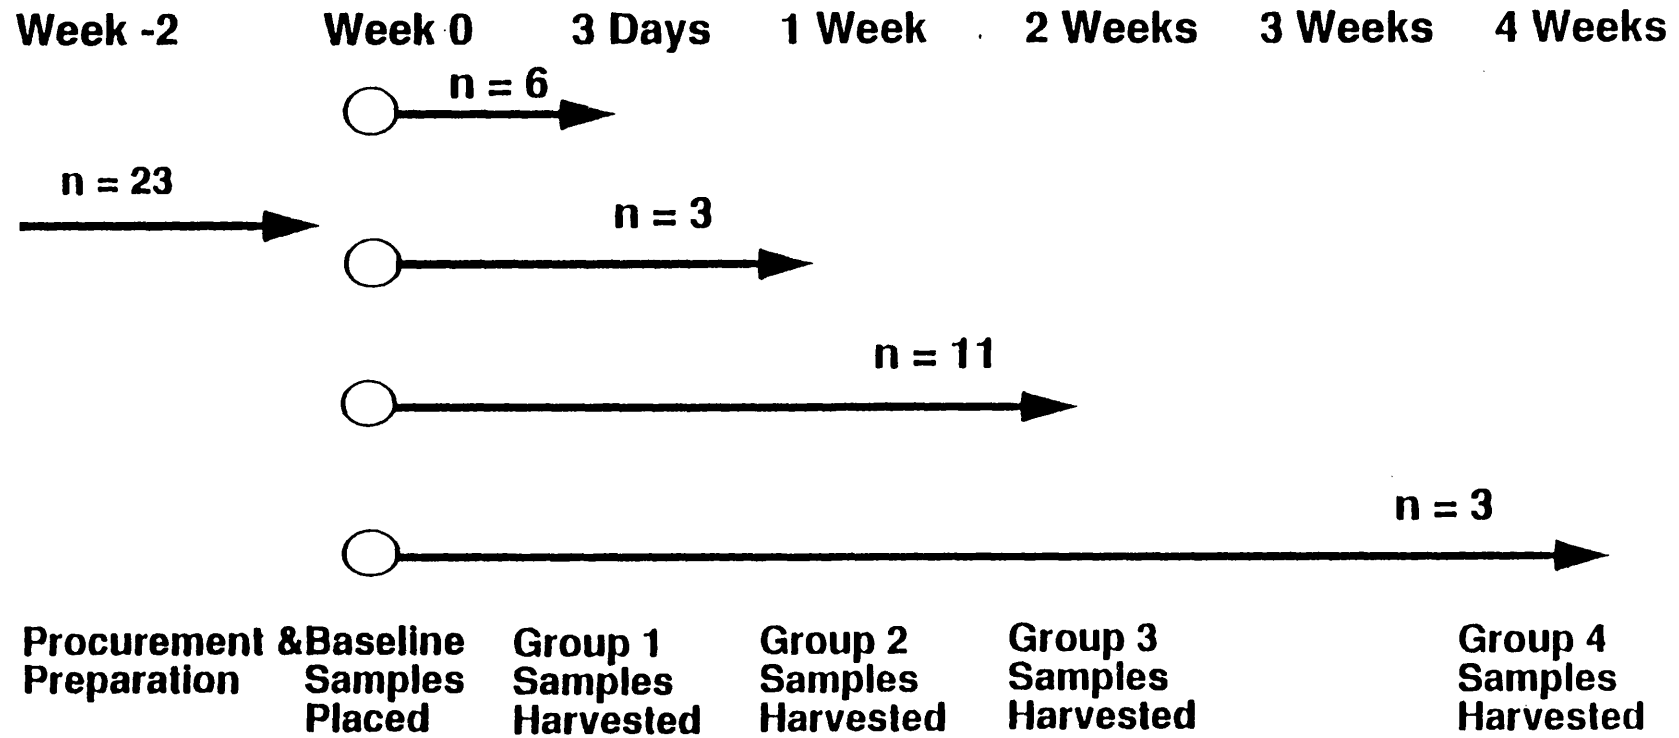 Week -2 Week 0 3 Days 1 Week 2 Weeks 3 Weeks 4 Weeks
n = 6
n = 23
n = 3
n = 11
n = 3
Procurement & Preparation
Baseline Samples Placed
Group 1 Samples Harvested
Group 2 Samples Harvested
Group 3 Samples Harvested
Group 4 Samples Harvested